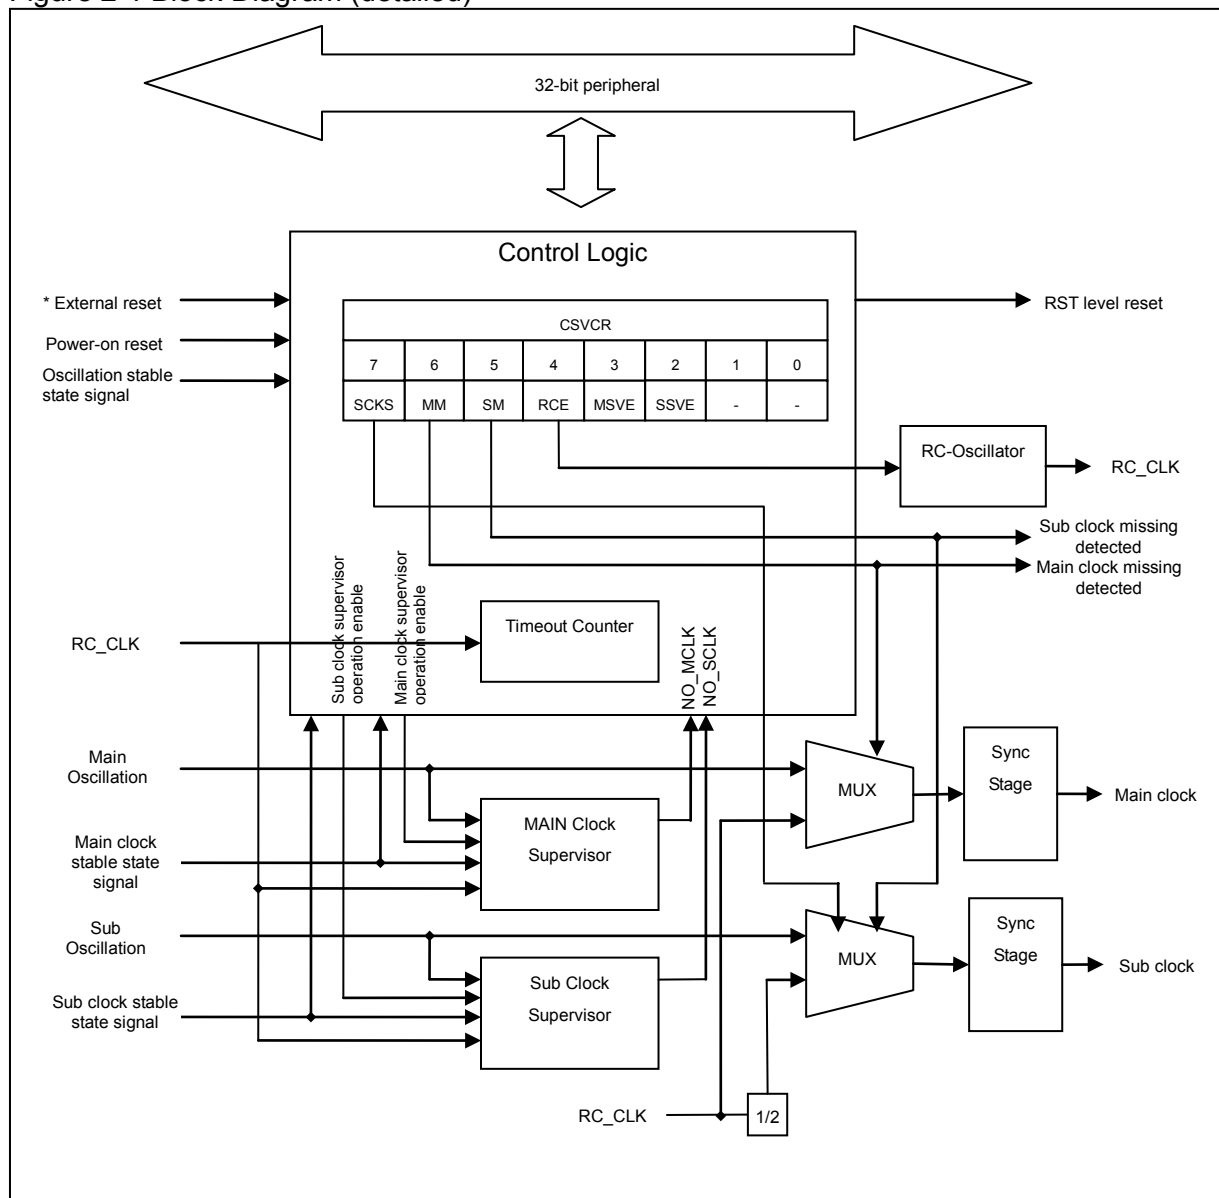 Figure 2-1 Block Diagram (detailed)
32-bit peripheral
Control Logic
* External reset
Power-on reset
Oscillation stable
state signal
CSVCR
7 6 5 4 3 2 1 0
SCKS MM SM RCE MSVE SSVE - -
RST level reset
RC-Oscillator
RC_CLK
Sub clock missing
detected
Main clock missing
detected
Sub clock supervisor
operation enable
Main clock supervisor
operation enable
Timeout Counter
NO_MCLK
NO_SCLK
RC_CLK
Main
Oscillation
MAIN Clock
Supervisor
MUX
Sync
Stage
Main clock
Main clock
stable state
signal
Sub
Oscillation
Sub Clock
Supervisor
MUX
Sync
Stage
Sub clock
Sub clock stable
state signal
RC_CLK
1/2